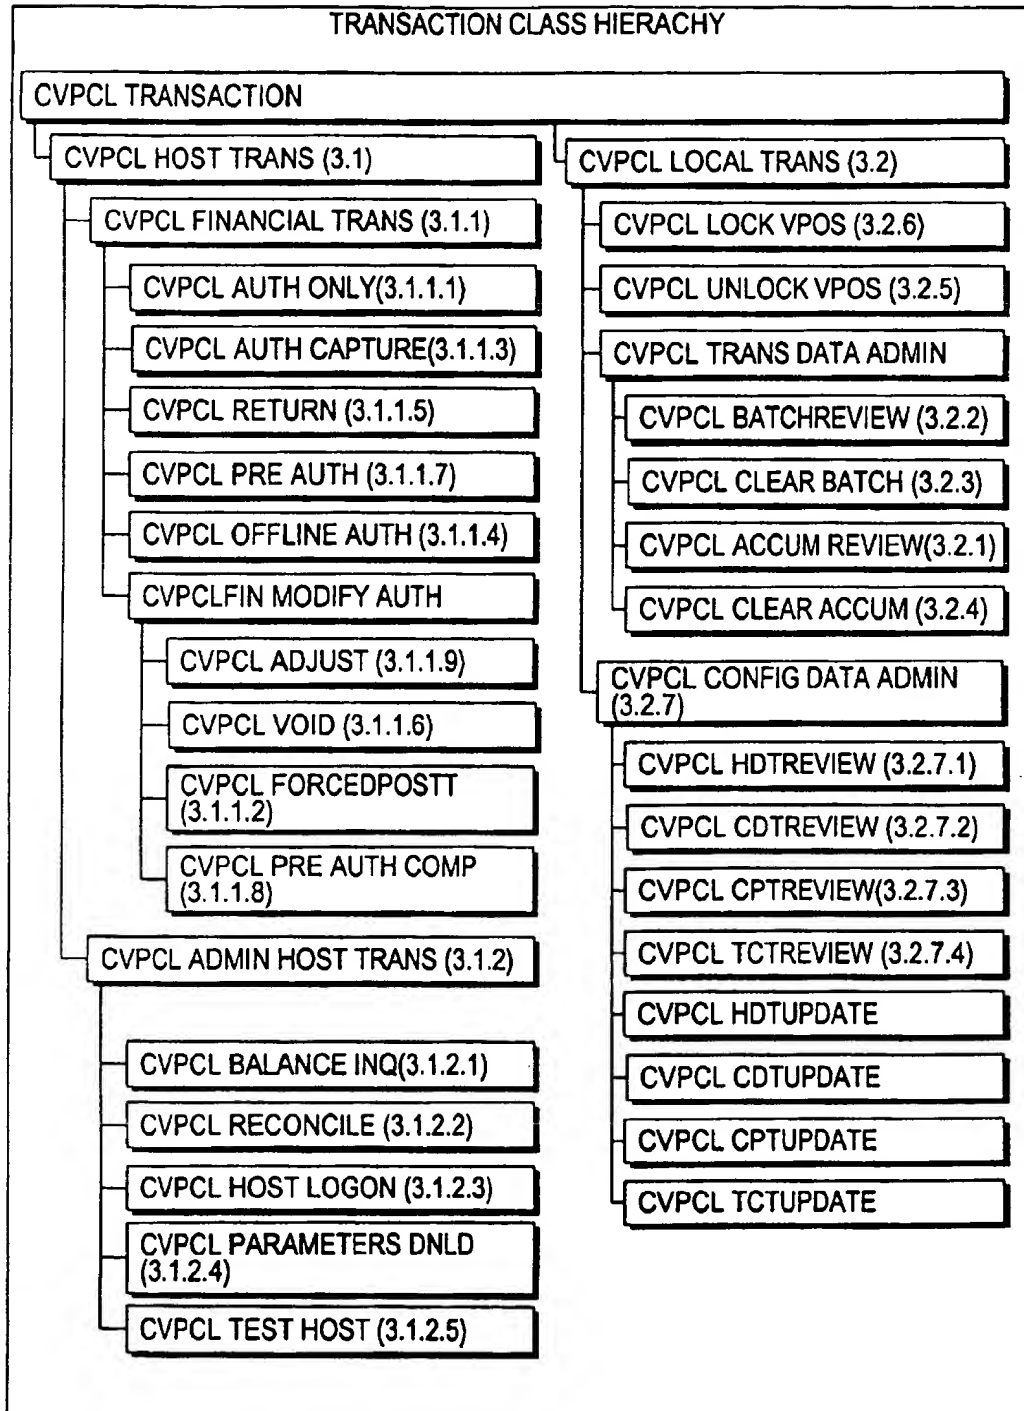 TRANSACTION CLASS HIERACHY
CVPCL TRANSACTION
CVPCL HOST TRANS (3.1)
CVPCL FINANCIAL TRANS (3.1.1)
CVPCL AUTH ONLY(3.1.1.1)
CVPCL AUTH CAPTURE(3.1.1.3)
CVPCL RETURN (3.1.1.5)
CVPCL PRE AUTH (3.1.1.7)
CVPCL OFFLINE AUTH (3.1.1.4)
CVPCLFIN MODIFY AUTH
CVPCL ADJUST (3.1.1.9)
CVPCL VOID (3.1.1.6)
CVPCL FORCEDPOSTT
(3.1.1.2)
CVPCL PRE AUTH COMP
(3.1.1.8)
CVPCL ADMIN HOST TRANS (3.1.2)
CVPCL BALANCE INQ(3.1.2.1)
CVPCL RECONCILE (3.1.2.2)
CVPCL HOST LOGON (3.1.2.3)
CVPCL PARAMETERS DNLD
(3.1.2.4)
CVPCL TEST HOST (3.1.2.5)
CVPCL LOCAL TRANS (3.2)
CVPCL LOCK VPOS (3.2.6)
CVPCL UNLOCK VPOS (3.2.5)
CVPCL TRANS DATA ADMIN
CVPCL BATCHREVIEW (3.2.2)
CVPCL CLEAR BATCH (3.2.3)
CVPCL ACCUM REVIEW(3.2.1)
CVPCL CLEAR ACCUM (3.2.4)
CVPCL CONFIG DATA ADMIN
(3.2.7)
CVPCL HDTREVIEW (3.2.7.1)
CVPCL CDTREVIEW (3.2.7.2)
CVPCL CPTREVIEW(3.2.7.3)
CVPCL TCTREVIEW (3.2.7.4)
CVPCL HDTUPDATE
CVPCL CDTUPDATE
CVPCL CPTUPDATE
CVPCL TCTUPDATE